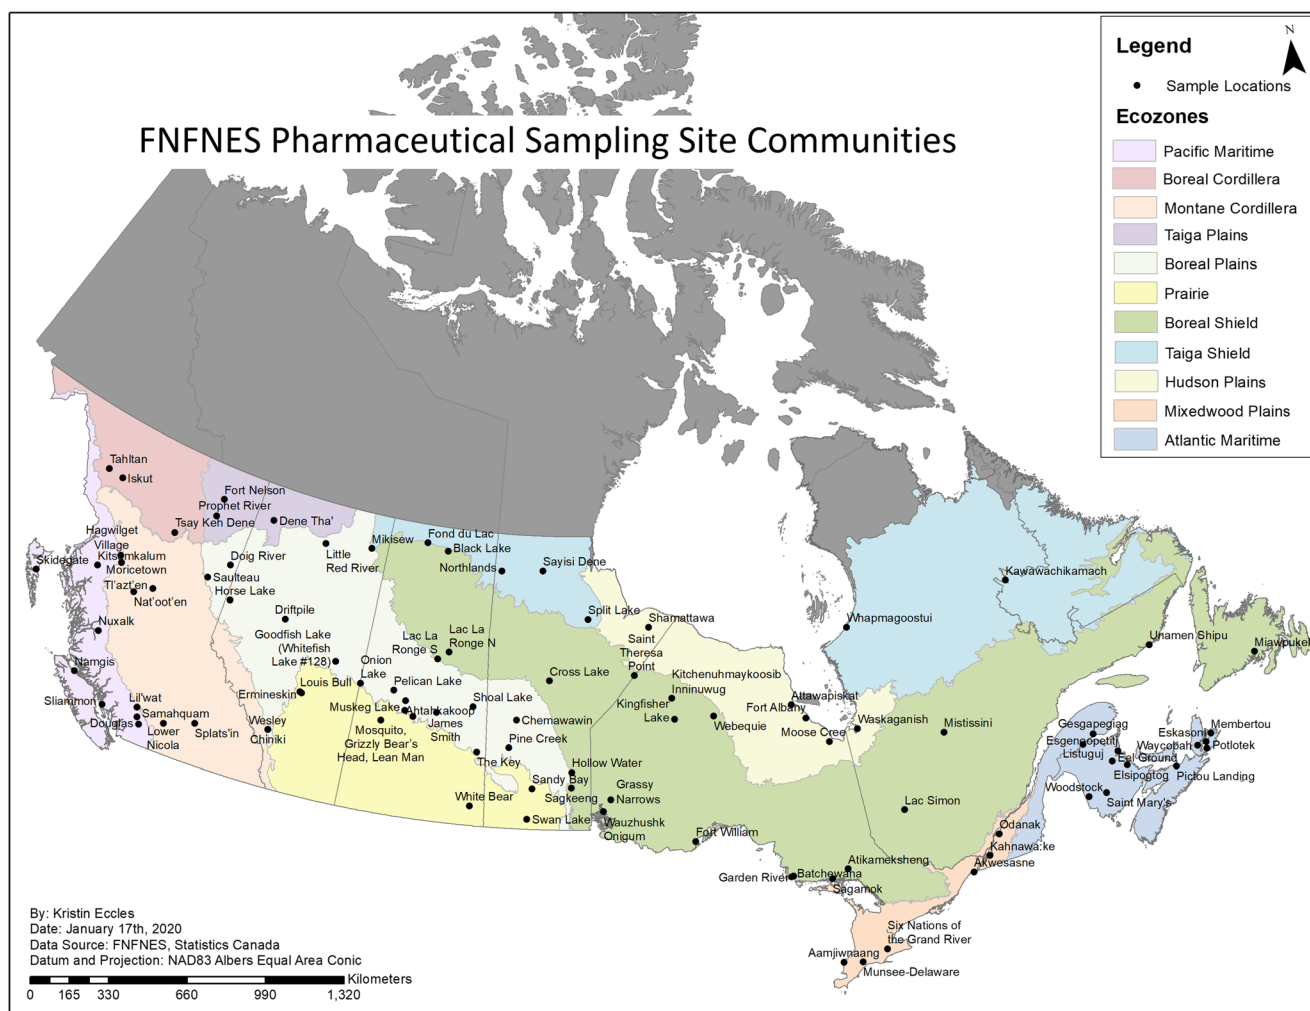 FNFNES Pharmaceutical Sampling Site Communities
N
Legend
Sample Locations
Ecozones
Pacific Maritime
Boreal Cordillera
Montane Cordillera
Taiga Plains
Boreal Plains
Prairie
Boreal Shield
Taiga Shield
Hudson Plains
Mixedwood Plains
Atlantic Maritime
Tahltan
Iskut
Fort Nelson
Prophet River
Tsay Keh Dene
Dene Tha'
Hagwilget
Village
Kitsumkalum
Moricetown
Skidegate
Tl'azt'en
Nat'oot'en
Doig River
Saulteau
Horse Lake
Little
Red River
Mikisew
Fond du Lac
Black Lake
Northlands
Sayisi Dene
Driftpile
Goodfish Lake
(Whitefish
Lake #128)
Nuxalk
Namgis
Sliammon
Lil'wat
Samahquam
Douglas
Lower
Nicola
Splats'in
Louis Bull
Ermineskin
Wesley
Chiniki
Onion
Lake
Lac La
Ronge S
Lac La
Ronge N
Pelican Lake
Muskeg Lake
Ahtahkakoop
James
Smith
Mosquito,
Grizzly Bear's
Head, Lean Man
Shoal Lake
Chemawawin
Pine Creek
The Key
White Bear
Swan Lake
Sandy Bay
Sagkeeng
Hollow Water
Split Lake
Shamattawa
Saint
Theresa
Point
Cross Lake
Kitchenuhmaykoosib
Inninuwug
Kingfisher
Lake
Webequie
Attawapiskat
Fort Albany
Moose Cree
Waskaganish
Whapmagoostui
Kawawachikamach
Mistissini
Unamen Shipu
Miawpukek
Grassy
Narrows
Wauzhushk
Onigum
Fort William
Garden River
Batchewana
Atikameksheng
Sagamok
Lac Simon
Odanak
Kahnawa:ke
Akwesasne
Six Nations of
the Grand River
Aamjiwnaang
Munsee-Delaware
Gesgapegiag
Esgenoopetitj
Listuguj
Eel Ground
Elsipogtog
Woodstock
Saint Mary's
Membertou
Eskasoni
Waycobah
Potlotek
Pictou Landing
By: Kristin Eccles
Date: January 17th, 2020
Data Source: FNFNES, Statistics Canada
Datum and Projection: NAD83 Albers Equal Area Conic
Kilometers
0 165 330 660 990 1,320